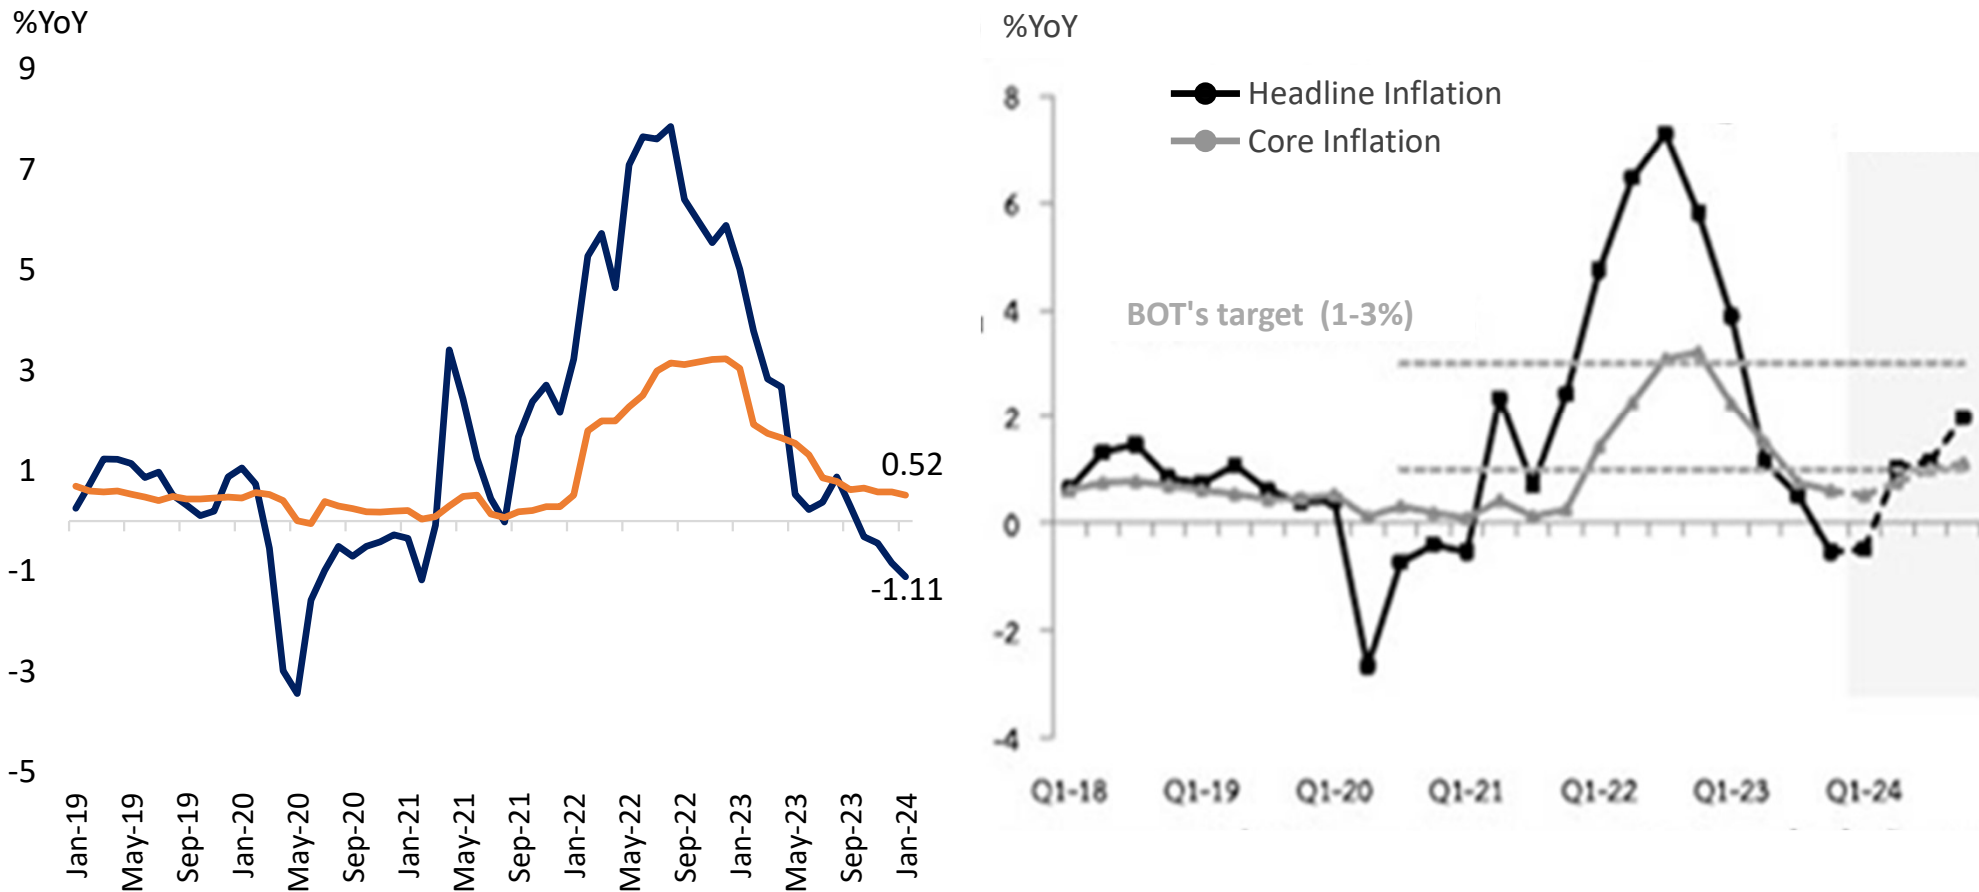 %YoY
9
7
5
3
1
-1
-3
-5
0.52
-1.11
Jan-19
May-19
Sep-19
Jan-20
May-20
Sep-20
Jan-21
May-21
Sep-21
Jan-22
May-22
Sep-22
Jan-23
May-23
Sep-23
Jan-24
%YoY
Headline Inflation
Core Inflation
BOT's target (1-3%)
8
6
4
2
0
-2
-4
Q1-18
Q1-19
Q1-20
Q1-21
Q1-22
Q1-23
Q1-24